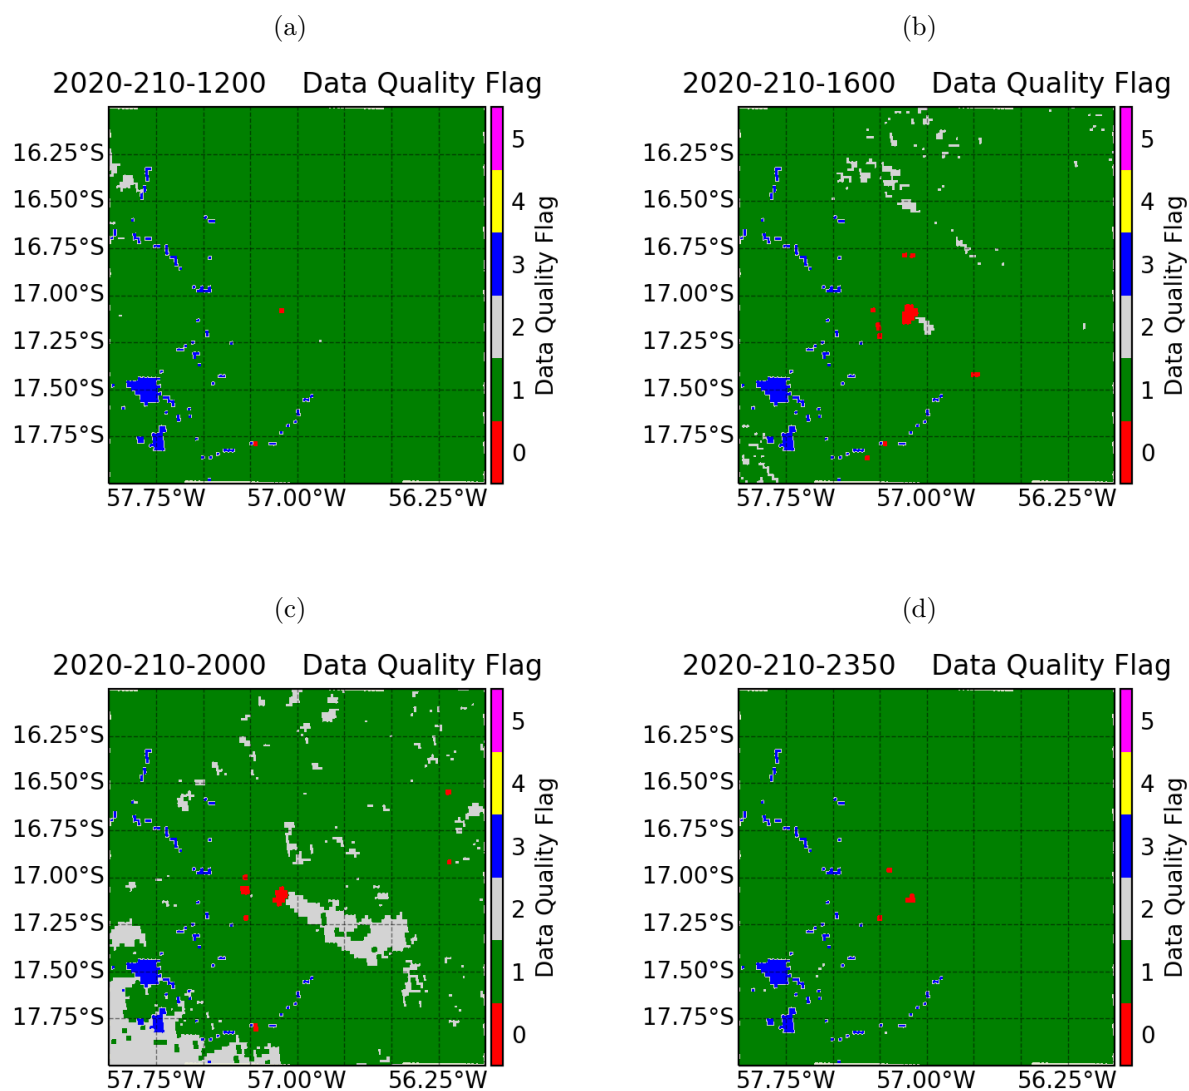 (a)
2020-210-1200 Data Quality Flag
16.25°S
16.50°S
16.75°S
17.00°S
17.25°S
17.50°S
17.75°S
57.75°W 57.00°W 56.25°W
5
4
3
2
1
0
Data Quality Flag
(b)
2020-210-1600 Data Quality Flag
16.25°S
16.50°S
16.75°S
17.00°S
17.25°S
17.50°S
17.75°S
57.75°W 57.00°W 56.25°W
5
4
3
2
1
0
Data Quality Flag
(c)
2020-210-2000 Data Quality Flag
16.25°S
16.50°S
16.75°S
17.00°S
17.25°S
17.50°S
17.75°S
57.75°W 57.00°W 56.25°W
5
4
3
2
1
0
Data Quality Flag
(d)
2020-210-2350 Data Quality Flag
16.25°S
16.50°S
16.75°S
17.00°S
17.25°S
17.50°S
17.75°S
57.75°W 57.00°W 56.25°W
5
4
3
2
1
0
Data Quality Flag